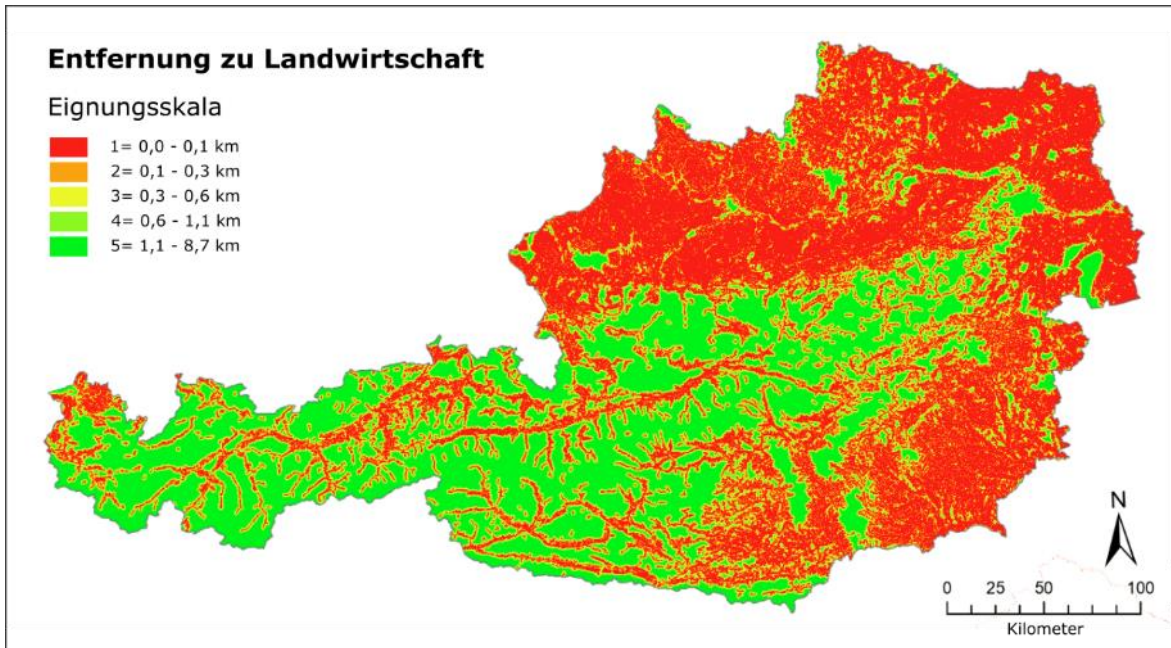 Entfernung zu Landwirtschaft
Eignungsskala
1= 0,0 - 0,1 km
2= 0,1 - 0,3 km
3= 0,3 - 0,6 km
4= 0,6 - 1,1 km
5= 1,1 - 8,7 km
N
0 25 50 100
Kilometer